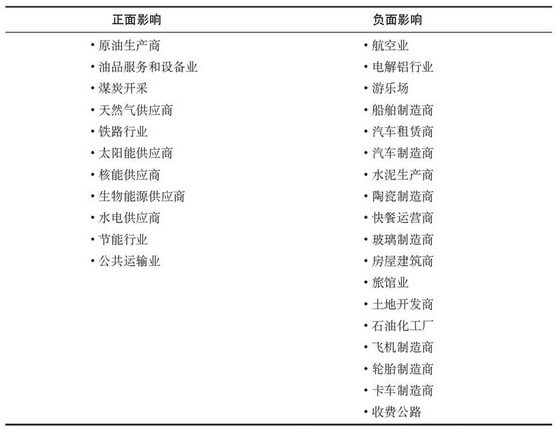 正面影响 负面影响
·原油生产商 ·航空业
·油品服务和设备业 ·电解铝行业
·煤炭开采 ·游乐场
·天然气供应商 ·船舶制造商
·铁路行业 ·汽车租赁商
·太阳能供应商 ·汽车制造商
·核能供应商 ·水泥生产商
·生物能源供应商 ·陶瓷制造商
·水电供应商 ·快餐运营商
·节能行业 ·玻璃制造商
·公共运输业 ·房屋建筑商
·旅馆业
·土地开发商
·石油化工厂
·飞机制造商
·轮胎制造商
·卡车制造商
·收费公路